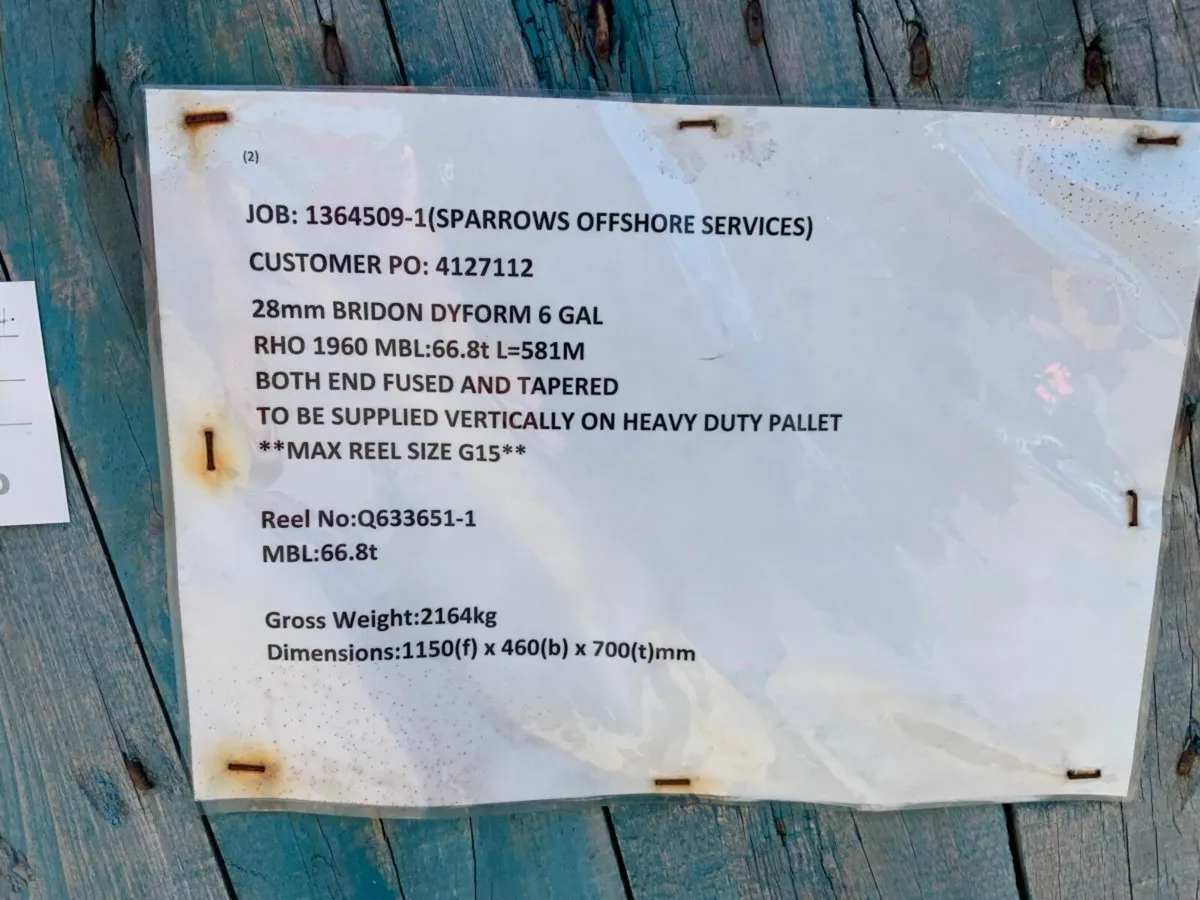 (2)
JOB: 1364509-1(SPARROWS OFFSHORE SERVICES)
CUSTOMER PO: 4127112
28mm BRIDON DYFORM 6 GAL
RHO 1960 MBL:66.8t L=581M
BOTH END FUSED AND TAPERED
TO BE SUPPLIED VERTICALLY ON HEAVY DUTY PALLET
**MAX REEL SIZE G15**
Reel No:Q633651-1
MBL:66.8t
Gross Weight:2164kg
Dimensions:1150(f) x 460(b) x 700(t)mm